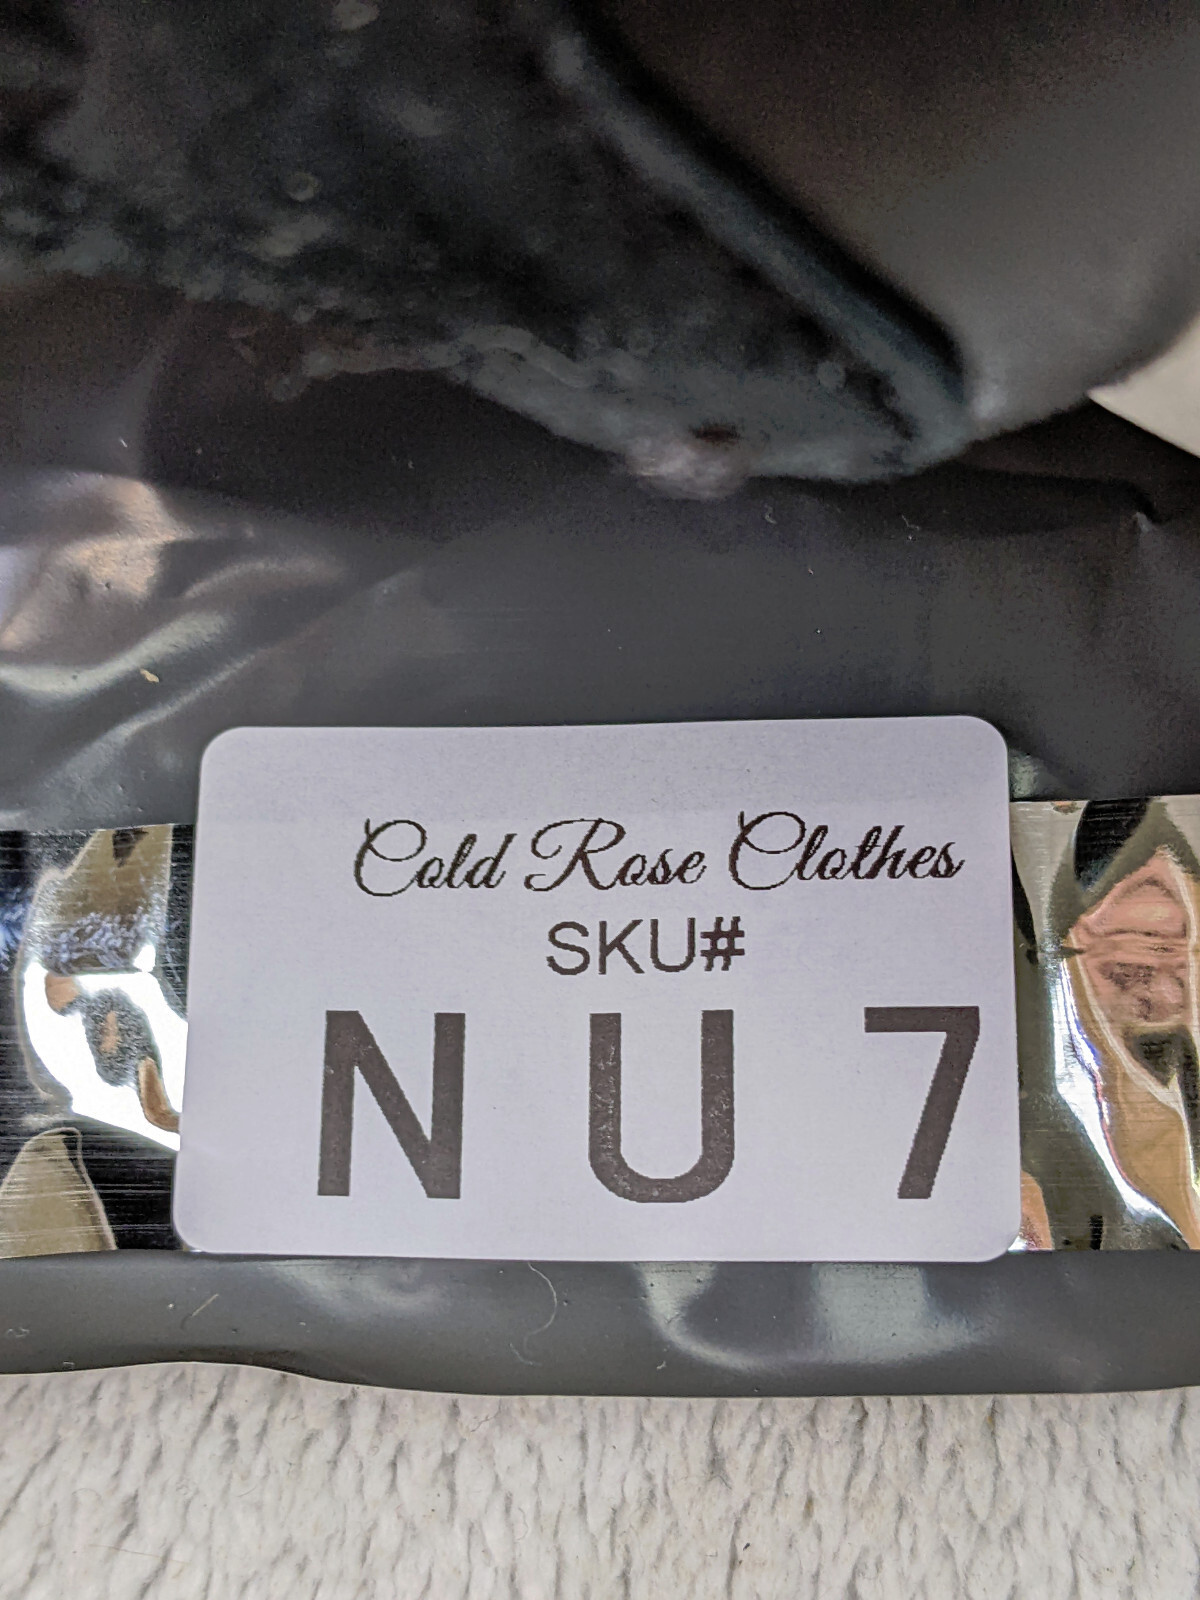 Cold Rose Clothes
SKU#
N U 7